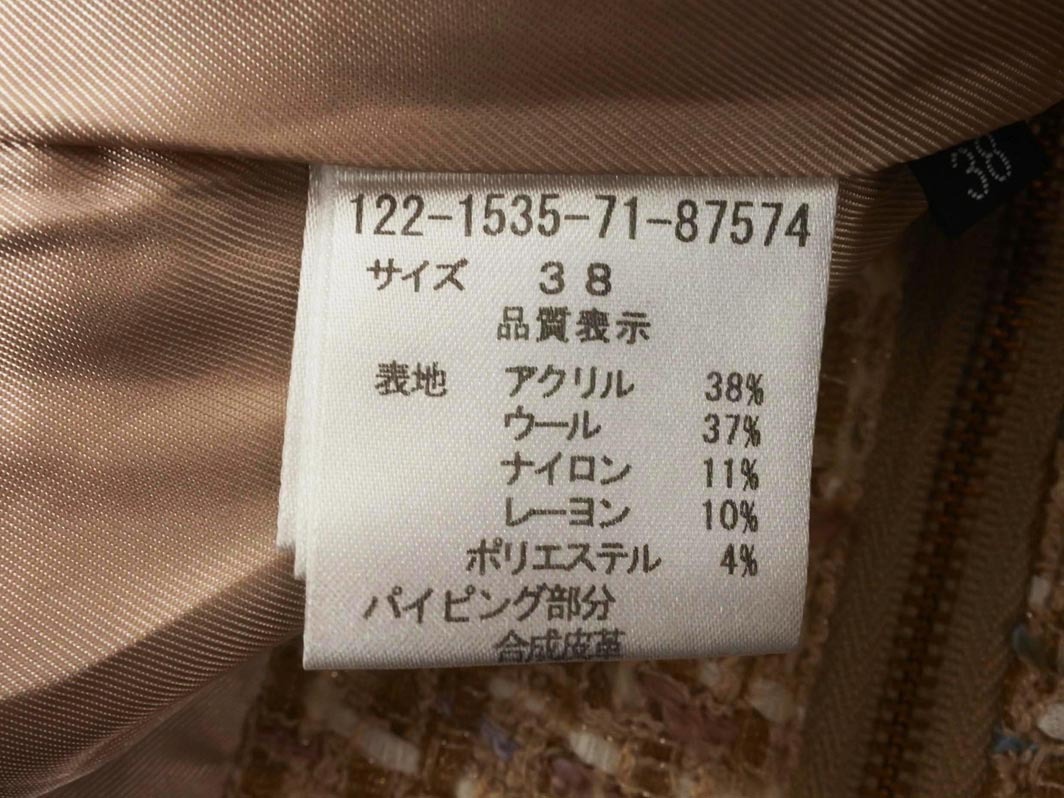 122-1535-71-87574
サイズ 38
品質表示
表地 アクリル 38%
ウール 37%
ナイロン 11%
レーヨン 10%
ポリエステル 4%
パイピング部分
合成皮革
38